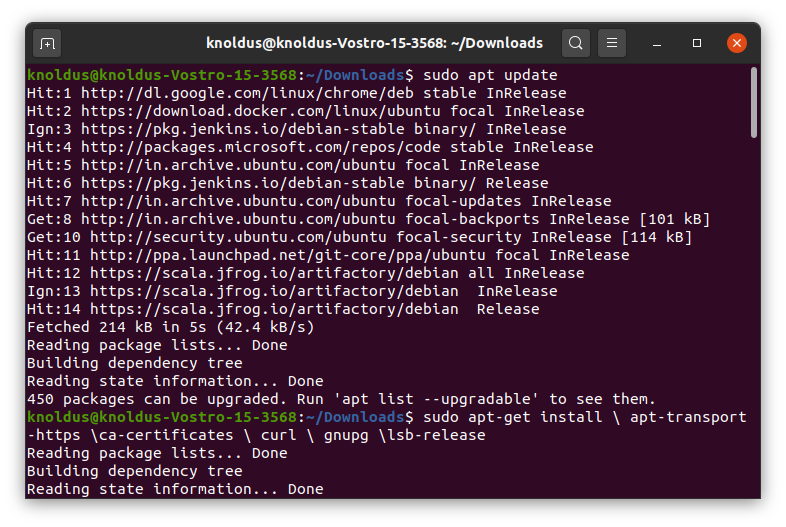 knoldus@knoldus-Vostro-15-3568: ~/Downloads
knoldus@knoldus-Vostro-15-3568:~/Downloads$ sudo apt update
Hit:1 http://dl.google.com/linux/chrome/deb stable InRelease
Hit:2 https://download.docker.com/linux/ubuntu focal InRelease
Ign:3 https://pkg.jenkins.io/debian-stable binary/ InRelease
Hit:4 http://packages.microsoft.com/repos/code stable InRelease
Hit:5 http://in.archive.ubuntu.com/ubuntu focal InRelease
Hit:6 https://pkg.jenkins.io/debian-stable binary/ Release
Hit:7 http://in.archive.ubuntu.com/ubuntu focal-updates InRelease
Get:8 http://in.archive.ubuntu.com/ubuntu focal-backports InRelease [101 kB]
Get:10 http://security.ubuntu.com/ubuntu focal-security InRelease [114 kB]
Hit:11 http://ppa.launchpad.net/git-core/ppa/ubuntu focal InRelease
Hit:12 https://scala.jfrog.io/artifactory/debian all InRelease
Ign:13 https://scala.jfrog.io/artifactory/debian  InRelease
Hit:14 https://scala.jfrog.io/artifactory/debian  Release
Fetched 214 kB in 5s (42.4 kB/s)
Reading package lists... Done
Building dependency tree
Reading state information... Done
450 packages can be upgraded. Run 'apt list --upgradable' to see them.
knoldus@knoldus-Vostro-15-3568:~/Downloads$ sudo apt-get install \ apt-transport
-https \ca-certificates \ curl \ gnupg \lsb-release
Reading package lists... Done
Building dependency tree
Reading state information... Done